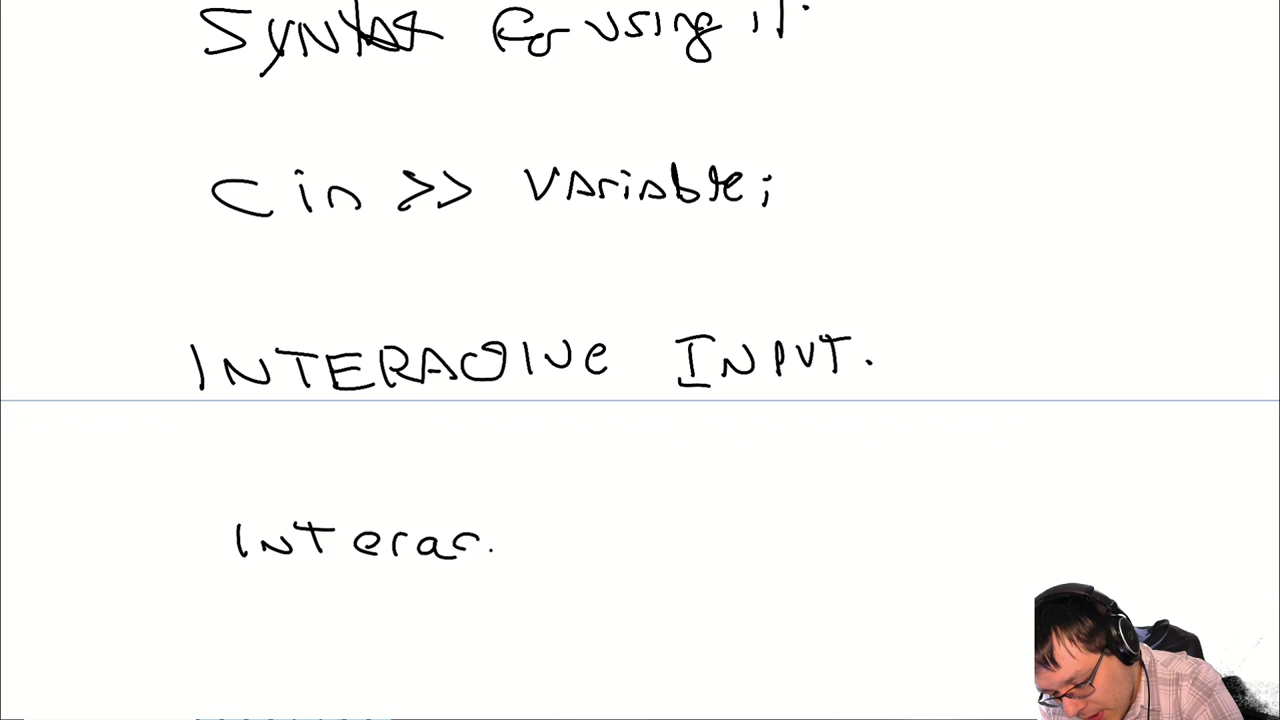 SYNTAX for using it.
cin >> variable;
INTERACTIVE INPUT.
Interac